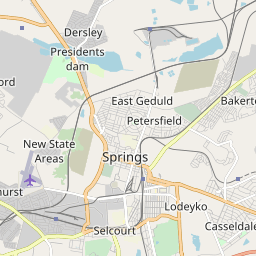 Dersley
Presidents
dam
ord
East Geduld
Bakerto
Petersfield
New State
Areas
Springs
hurst
Lodeyko
Casseldale
Selcourt